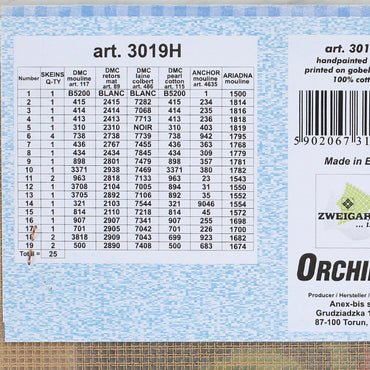 art. 3019H
Number SKEINS Q-TY DMC mouline art. 117 DMC retors mat art. 89 DMC laine colbert art. 486 DMC pearl cotton art. 115 ANCHOR mouline art. 4635 ARIADNA mouline
1 1 B5200 BLANC BLANC B5200 1 1500
2 1 415 2415 7282 415 234 1814
3 1 414 2414 7068 414 235 1816
4 1 413 2413 7713 413 236 1817
5 1 310 2310 NOIR 310 403 1819
6 4 738 2738 7739 738 942 1795
7 1 436 2767 7455 436 363 1768
8 1 434 2434 7845 434 309 1779
9 1 898 2801 7479 898 357 1781
10 1 3371 2938 7469 3371 380 1782
11 2 963 2818 7133 963 23 1543
12 1 3708 2104 7005 894 31 1550
13 1 3705 2892 7106 892 35 1552
14 1 321 2103 7544 321 9046 1554
15 1 814 2110 7218 814 45 1572
16 1 907 2907 7341 907 255 1698
17 1 701 2905 7042 701 226 1700
18 2 3818 2909 7043 699 923 1682
19 2 500 2890 7408 500 683 1674
Total = 25
art. 301
handpainted
printed on gobel
100% cott
5 902067 31
Made in E
ZWEIGAR
... i
ORCHI
Producer / Hersteller /
Anex-bis s
Grudziadzka 1
87-100 Torun,